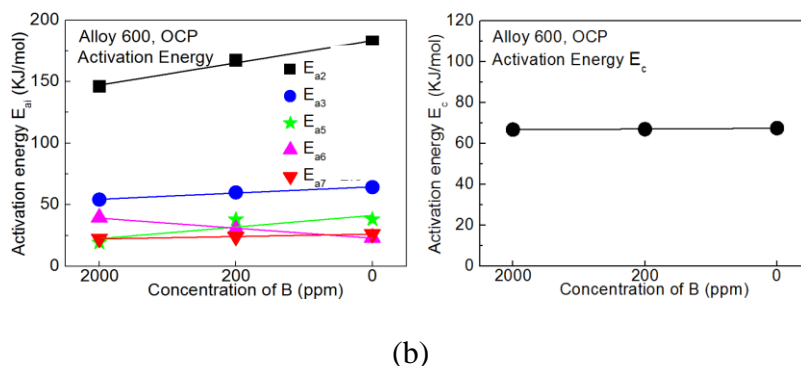 Alloy 600, OCP
Activation Energy
E_a2
E_a3
E_a5
E_a6
E_a7
Activation energy E_ai (KJ/mol)
200
150
100
50
0
2000
200
0
Concentration of B (ppm)
Alloy 600, OCP
Activation Energy E_c
Activation energy E_c (KJ/mol)
120
100
80
60
40
20
0
2000
200
0
Concentration of B (ppm)
(b)